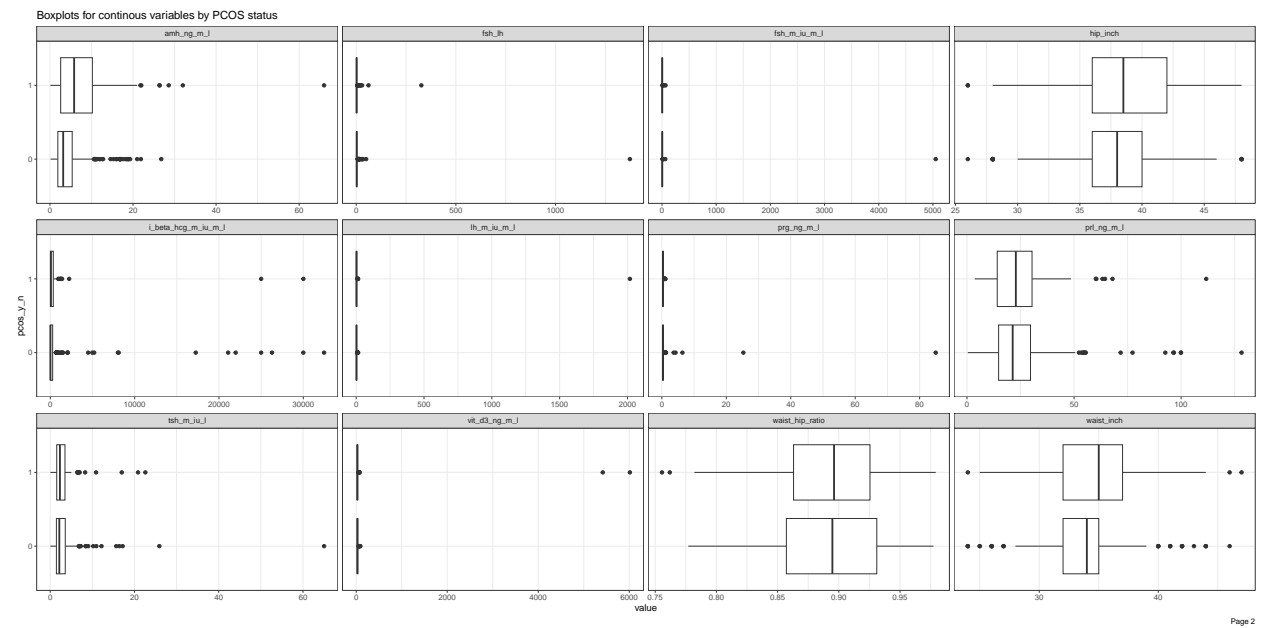 Boxplots for continous variables by PCOS status
amh_ng_m_l fsh_lh fsh_m_iu_m_l hip_inch
1
0
0 20 40 60 0 500 1000 0 1000 2000 3000 4000 5000 25 30 35 40 45
i_beta_hcg_m_iu_m_l lh_m_iu_m_l prg_ng_m_l prl_ng_m_l
1
0
0 10000 20000 30000 0 500 1000 1500 2000 0 20 40 60 80 0 50 100
tsh_m_iu_l vit_d3_ng_m_l waist_hip_ratio waist_inch
1
0
0 20 40 60 0 2000 4000 6000 0.75 0.80 0.85 0.90 0.95 30 40
pcos_y_n
value
Page 2